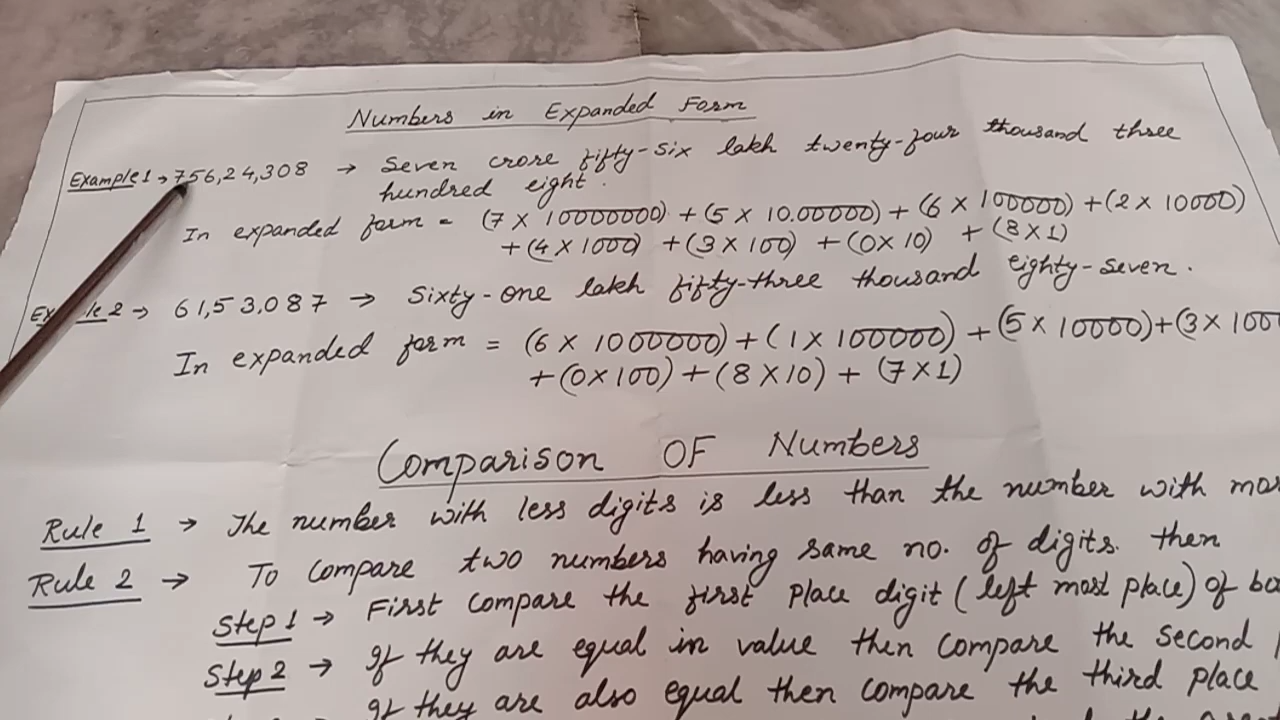 Numbers in Expanded Form
Example 1 → 756,24,308 → Seven crore fifty-six lakh twenty-four thousand three
hundred eight.
In expanded form = (7 X 10000000) + (5 X 10.00000) + (6 X 100000) + (2 X 10000)
+ (4 X 1000) + (3 X 100) + (0 X 10) + (8 X 1)
2 → 61,53,087 → Sixty-one lakh fifty-three thousand eighty-seven.
In expanded form = (6 X 1000000) + (1 X 100000) + (5 X 10000) + (3 X
+ (0 X 100) + (8 X 10) + (7 X 1)
Comparison OF Numbers
Rule 1 → The number with less digits is less than the number with
Rule 2 → To compare two numbers having same no. of digits. then
Step 1 → First compare the first place digit (left most place) of
Step 2 → If they are equal in value then compare the second
If they are also equal then compare the third place